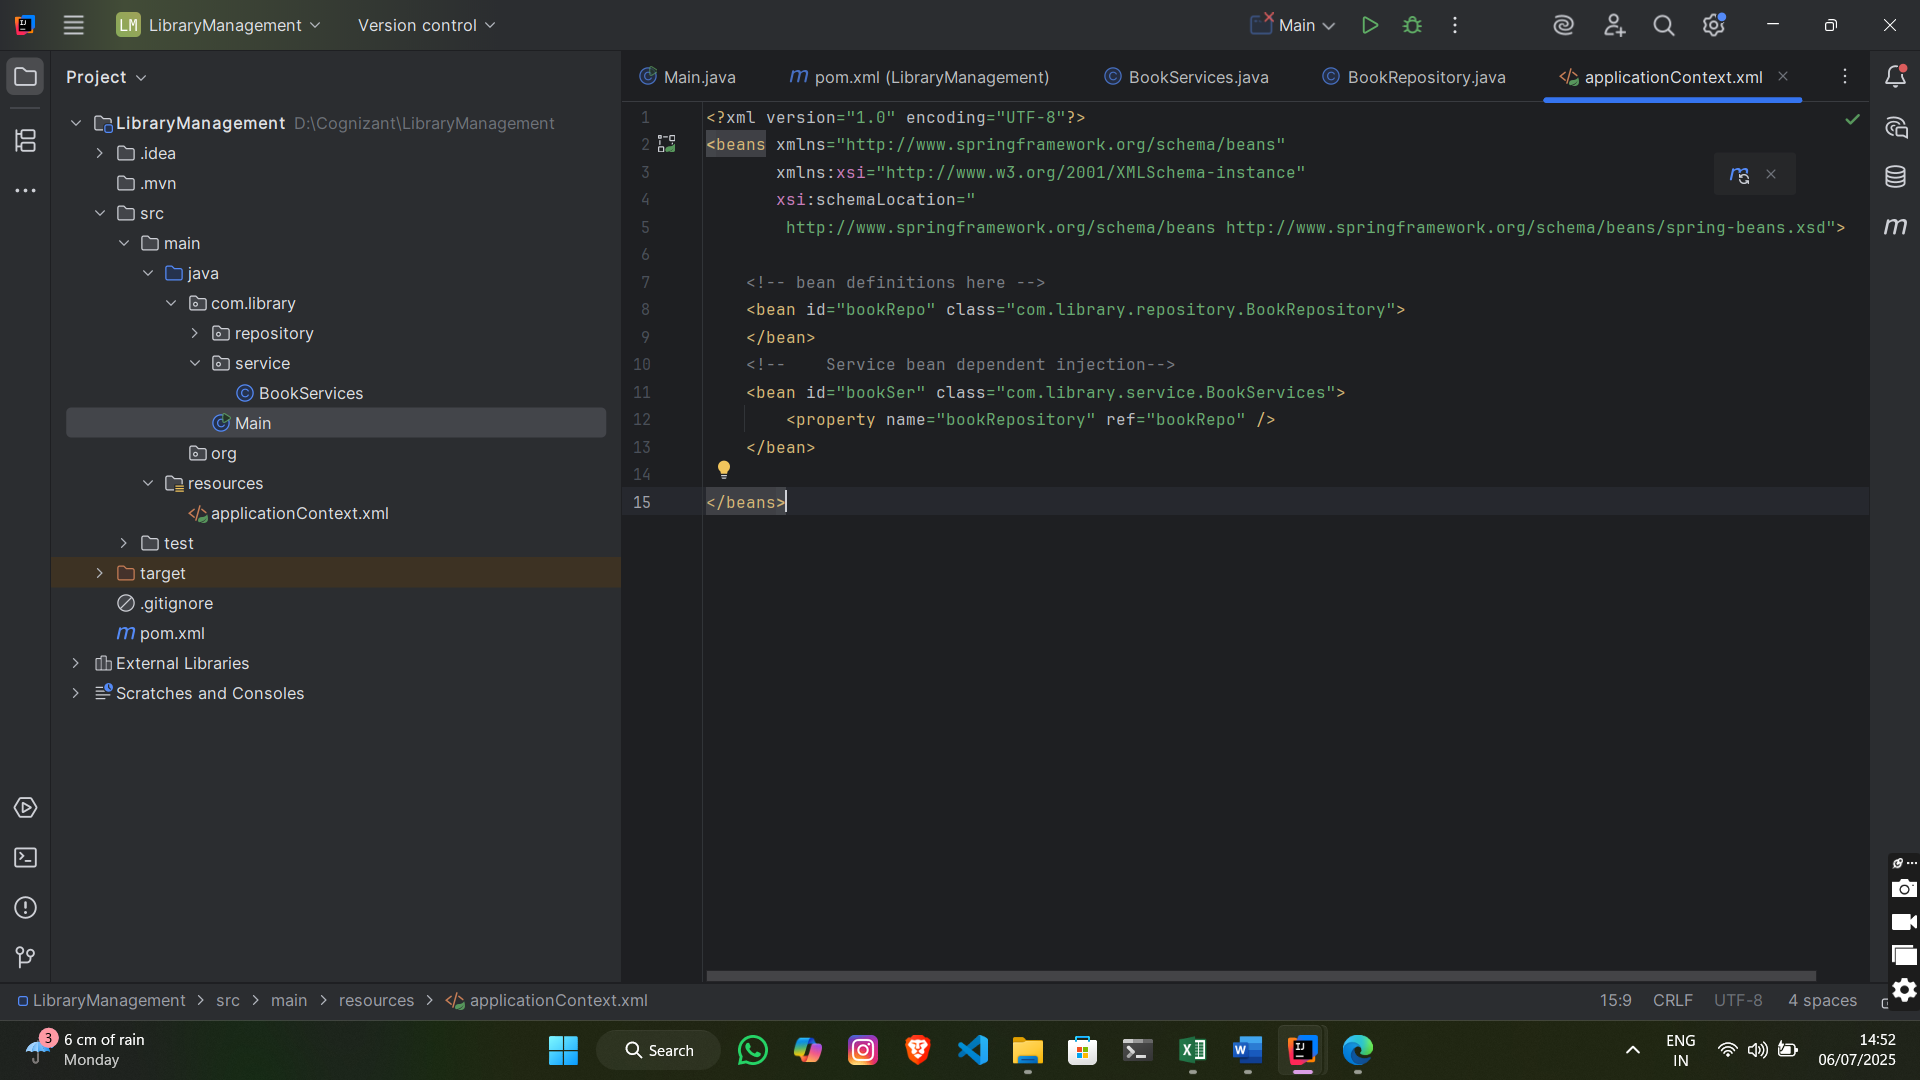 LM LibraryManagement
Version control
Main
Project
Main.java
pom.xml (LibraryManagement)
BookServices.java
BookRepository.java
applicationContext.xml
LibraryManagement D:\Cognizant\LibraryManagement
.idea
.mvn
src
main
java
com.library
repository
service
BookServices
Main
org
resources
applicationContext.xml
test
target
.gitignore
pom.xml
External Libraries
Scratches and Consoles
1 <?xml version="1.0" encoding="UTF-8"?>
2 <beans xmlns="http://www.springframework.org/schema/beans"
3 xmlns:xsi="http://www.w3.org/2001/XMLSchema-instance"
4 xsi:schemaLocation="
5 http://www.springframework.org/schema/beans http://www.springframework.org/schema/beans/spring-beans.xsd">
6
7 <!-- bean definitions here -->
8 <bean id="bookRepo" class="com.library.repository.BookRepository">
9 </bean>
10 <!--    Service bean dependent injection-->
11 <bean id="bookSer" class="com.library.service.BookServices">
12 <property name="bookRepository" ref="bookRepo" />
13 </bean>
14
15 </beans>
LibraryManagement > src > main > resources > applicationContext.xml
15:9 CRLF UTF-8 4 spaces
3 6 cm of rain
Monday
Search
ENG
IN
14:52
06/07/2025